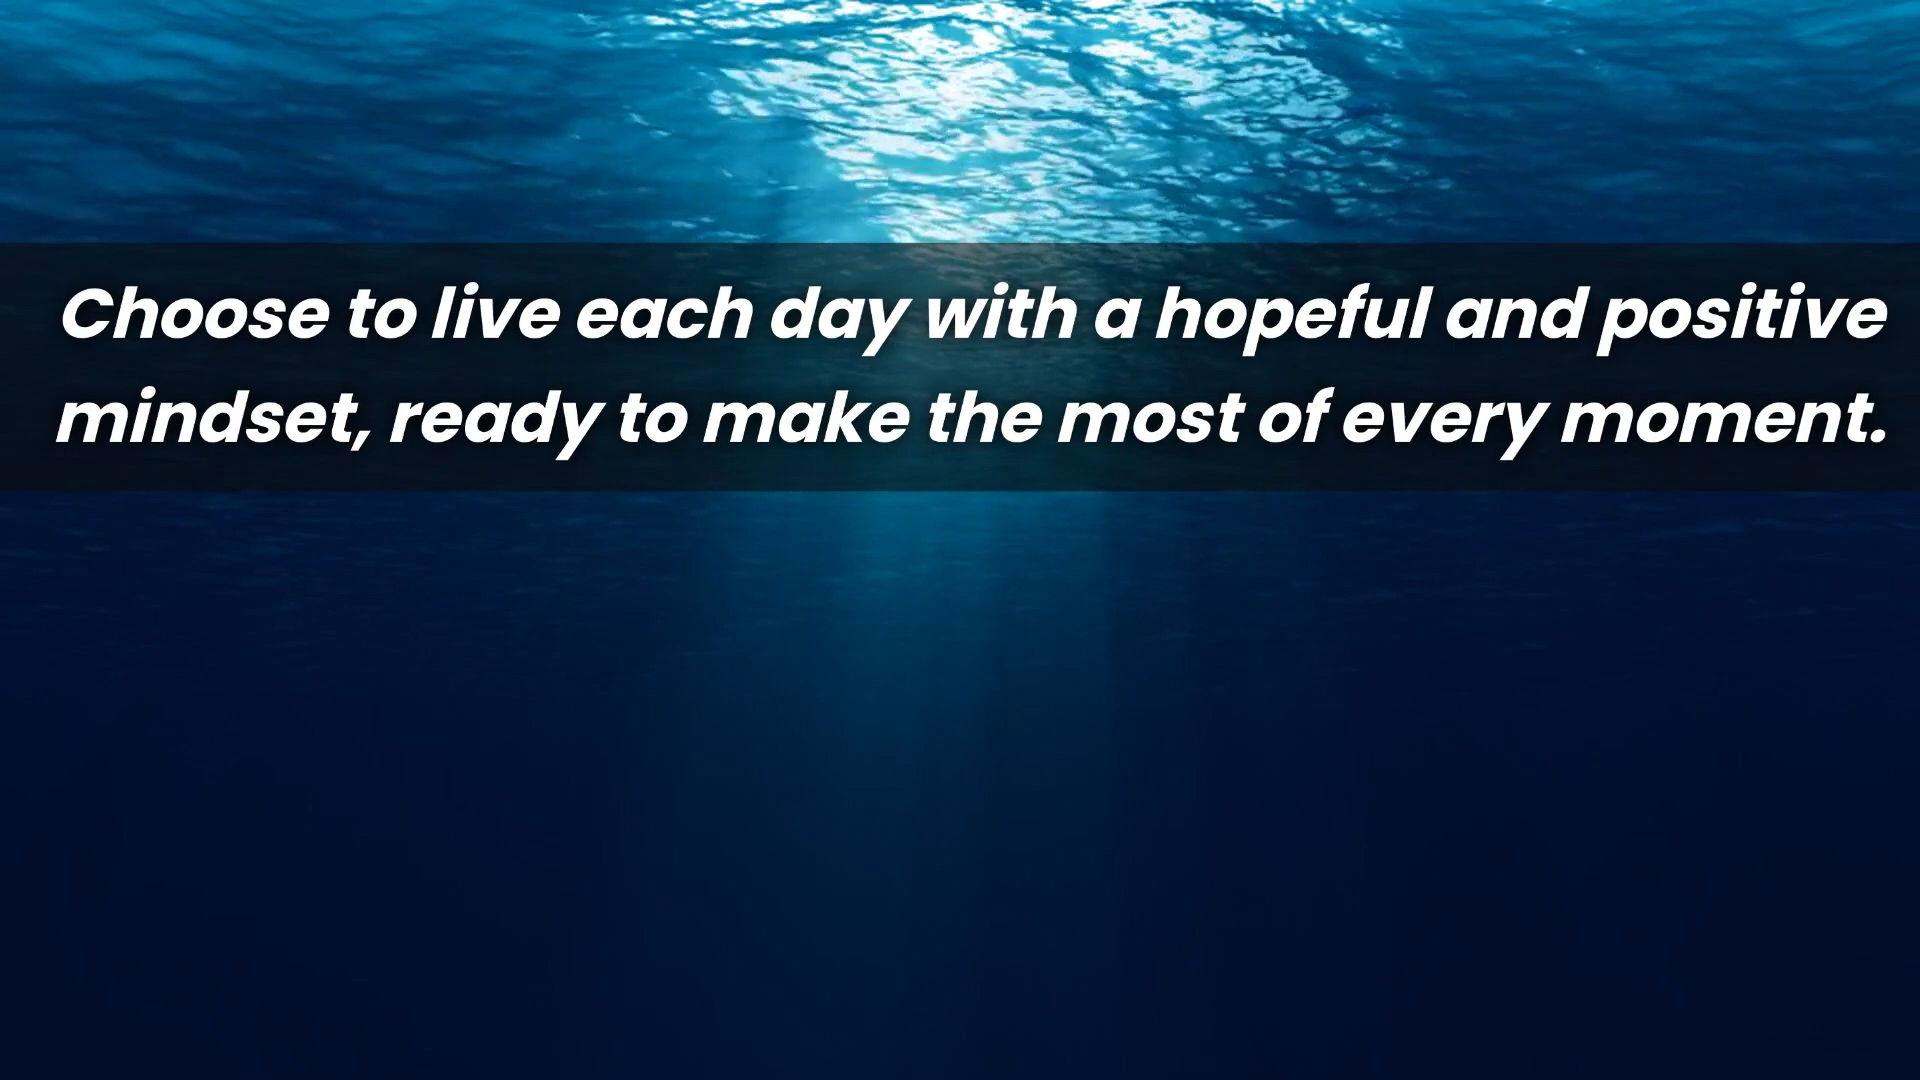 Choose to live each day with a hopeful and positive
mindset, ready to make the most of every moment.